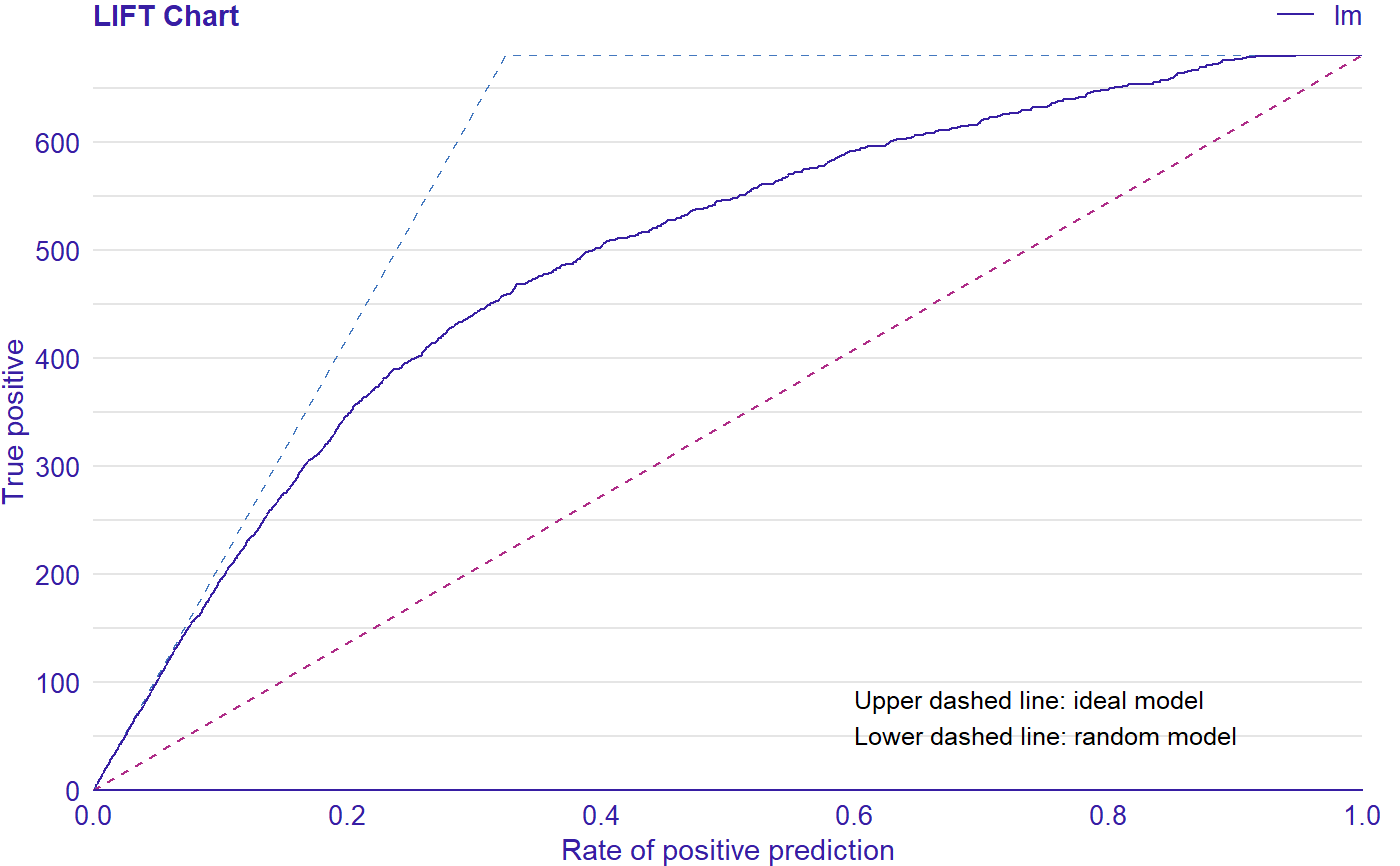 LIFT Chart
lm
True positive
600
500
400
300
200
100
0
Upper dashed line: ideal model
Lower dashed line: random model
0.0 0.2 0.4 0.6 0.8 1.0
Rate of positive prediction